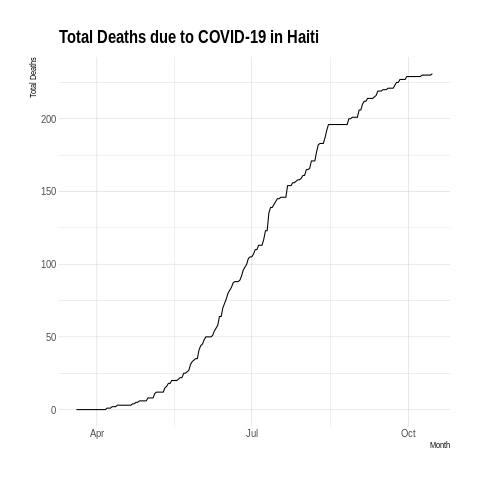 Total Deaths due to COVID-19 in Haiti
Total Deaths
200
150
100
50
0
Apr
Jul
Oct
Month